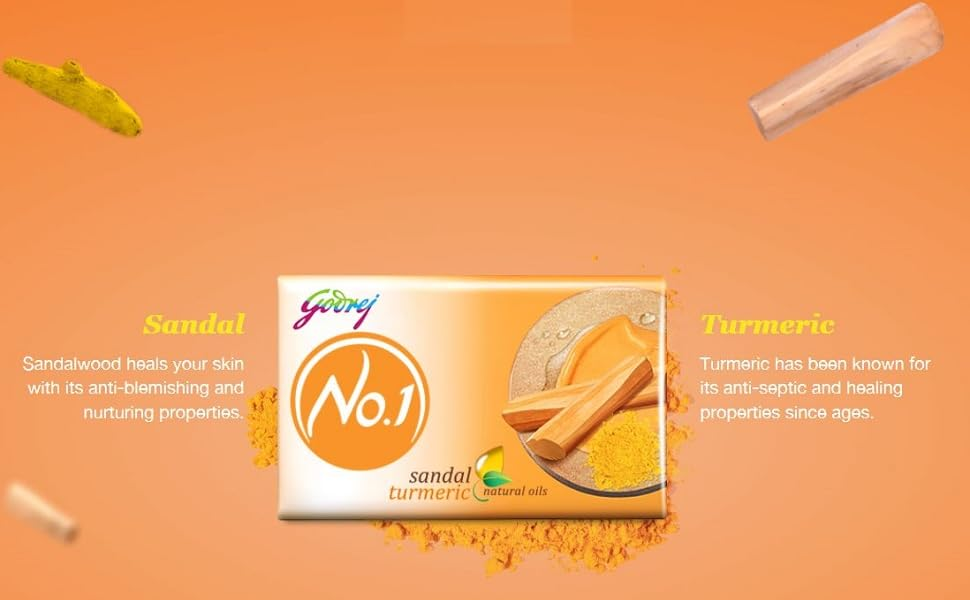 Sandal
Sandalwood heals your skin
with its anti-blemishing and
nurturing properties.
Godrej
No.1
sandal
turmeric
natural oils
Turmeric
Turmeric has been known for
its anti-septic and healing
properties since ages.